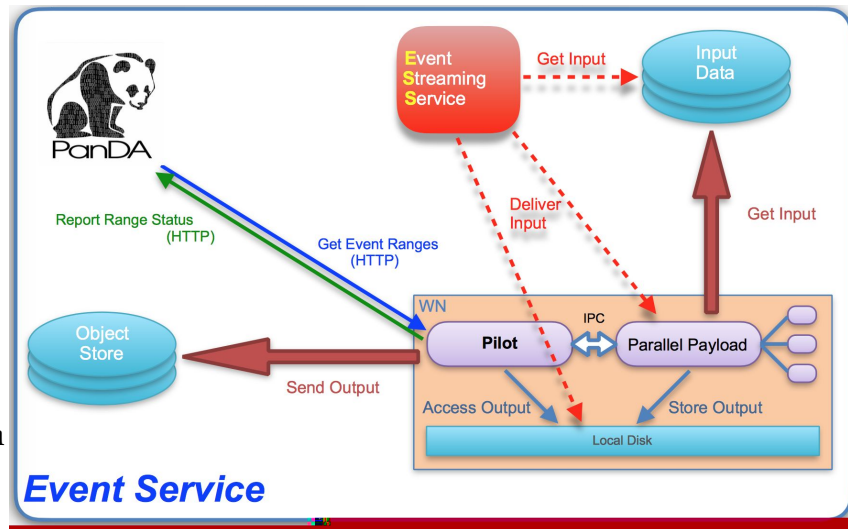 Event
Streaming
Service
Get Input
Input
Data
PanDA
Deliver
Input
Get Input
Report Range Status
(HTTP)
Get Event Ranges
(HTTP)
WN
IPC
Object
Store
Pilot
Parallel Payload
Send Output
Access Output
Store Output
Local Disk
Event Service